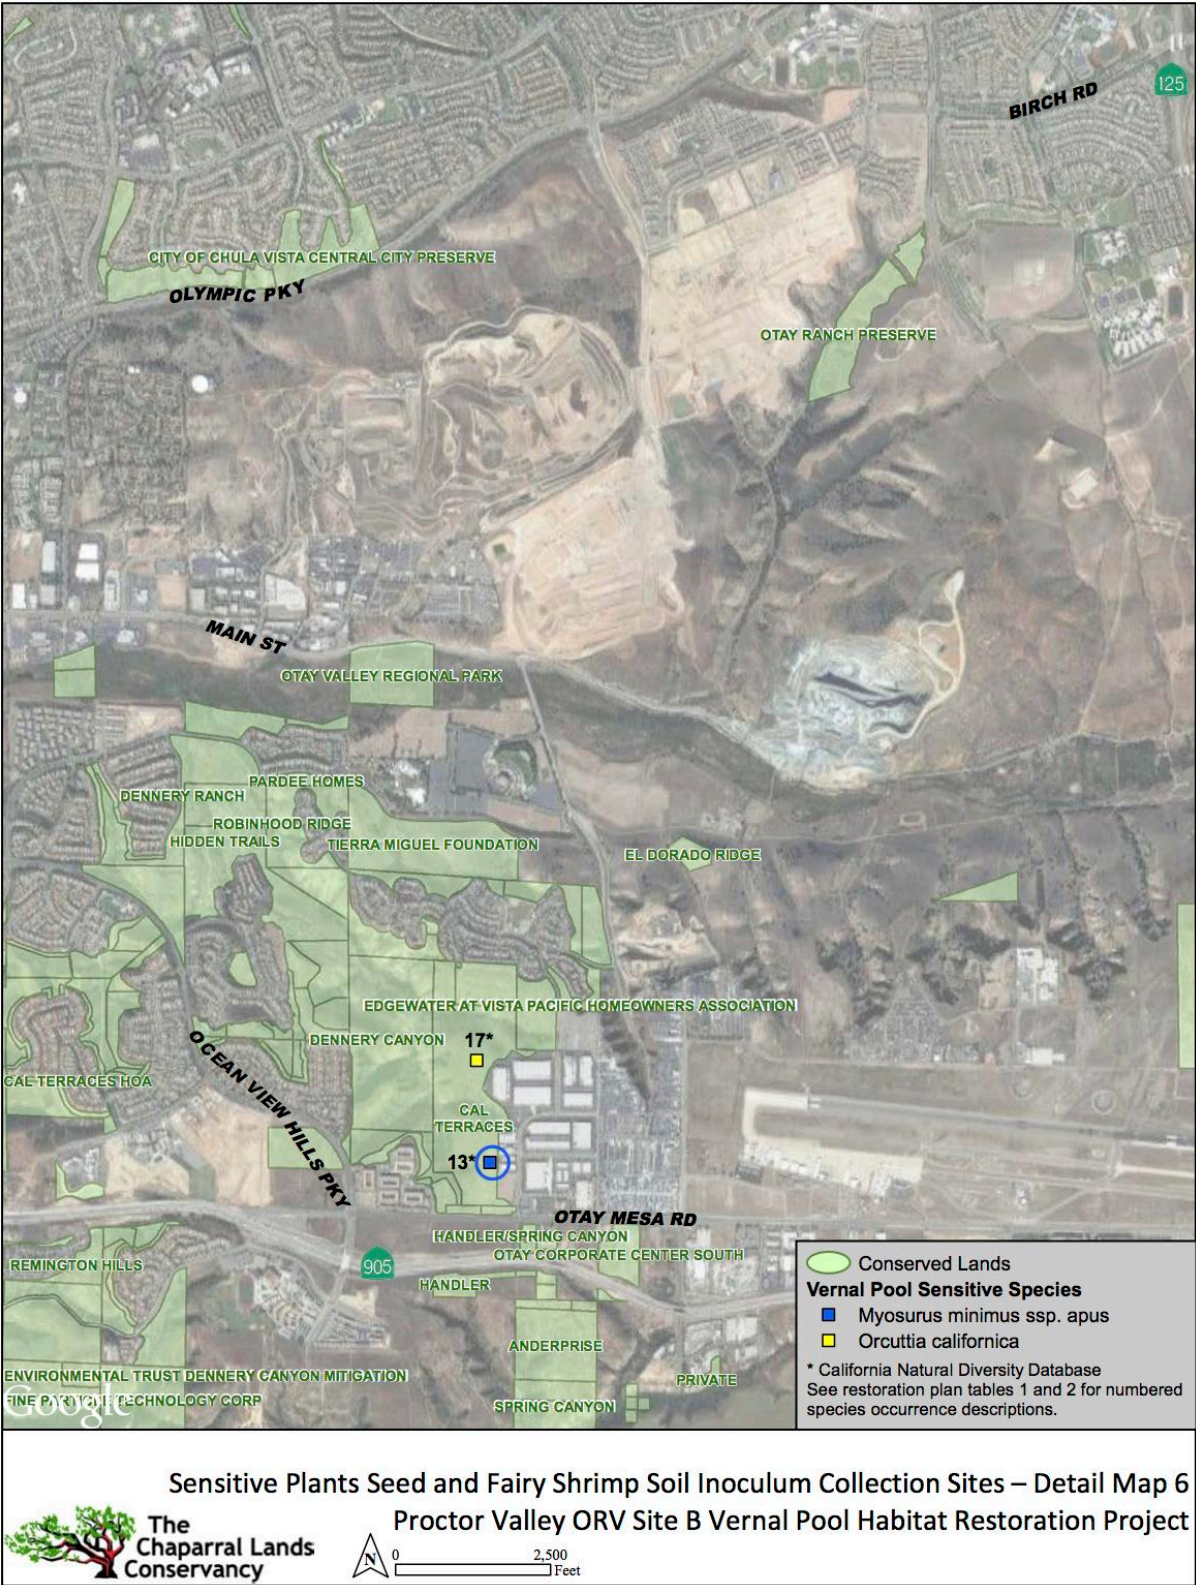 BIRCH RD
125
CITY OF CHULA VISTA CENTRAL CITY PRESERVE
OLYMPIC PKY
OTAY RANCH PRESERVE
MAIN ST
OTAY VALLEY REGIONAL PARK
PARDEE HOMES
DENNERY RANCH
ROBINHOOD RIDGE
HIDDEN TRAILS
TIERRA MIGUEL FOUNDATION
EL DORADO RIDGE
EDGEWATER AT VISTA PACIFIC HOMEOWNERS ASSOCIATION
DENNERY CANYON
17*
OCEAN VIEW HILLS PKY
CAL TERRACES HOA
CAL
TERRACES
13*
OTAY MESA RD
HANDLER/SPRING CANYON
OTAY CORPORATE CENTER SOUTH
REMINGTON HILLS
905
HANDLER
ANDERPRISE
ENVIRONMENTAL TRUST DENNERY CANYON MITIGATION
PRIVATE
FINE PARTICLE TECHNOLOGY CORP
Google
SPRING CANYON
Conserved Lands
Vernal Pool Sensitive Species
Myosurus minimus ssp. apus
Orcuttia californica
* California Natural Diversity Database
See restoration plan tables 1 and 2 for numbered
species occurrence descriptions.
Sensitive Plants Seed and Fairy Shrimp Soil Inoculum Collection Sites – Detail Map 6
Proctor Valley ORV Site B Vernal Pool Habitat Restoration Project
The
Chaparral Lands
Conservancy
N
0 2,500
Feet